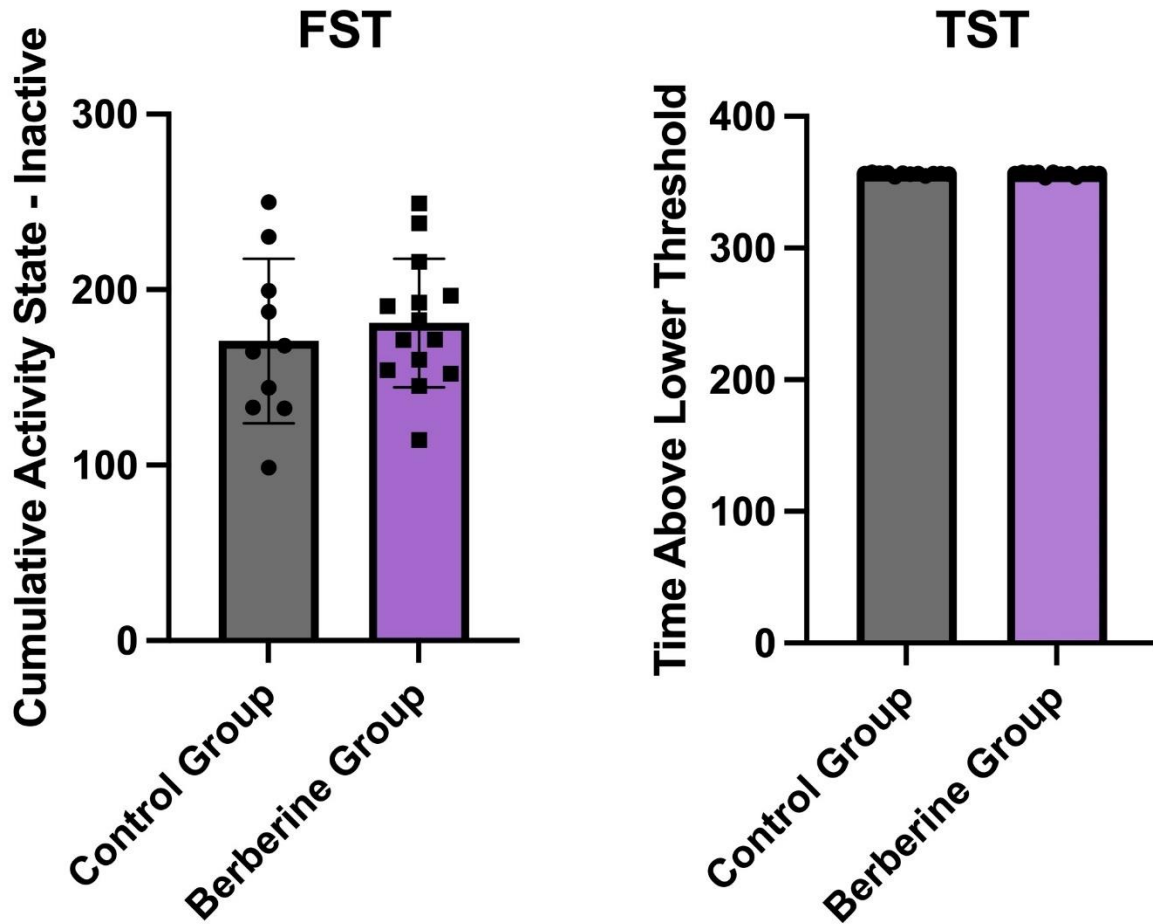 FST
Cumulative Activity State - Inactive
300
200
100
0
Control Group
Berberine Group
TST
Time Above Lower Threshold
400
300
200
100
0
Control Group
Berberine Group